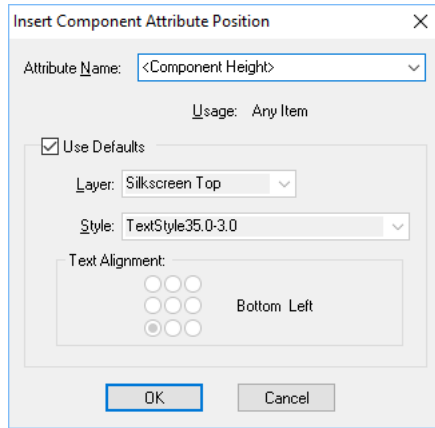 Insert Component Attribute Position
Attribute Name: <Component Height>
Usage: Any Item
Use Defaults
Layer: Silkscreen Top
Style: TextStyle35.0-3.0
Text Alignment:
Bottom Left
OK Cancel